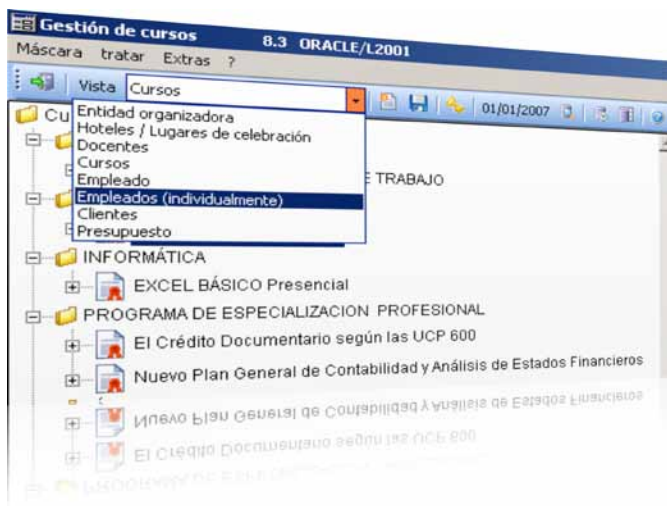 Gestión de cursos 8.3 ORACLE/L2001
Máscara tratar Extras ?
Vista Cursos 01/01/2007
Cu
Entidad organizadora
Hoteles / Lugares de celebración
Docentes
Cursos
Empleado
E TRABAJO
Empleados (individualmente)
Clientes
Presupuesto
INFORMÁTICA
EXCEL BÁSICO Presencial
PROGRAMA DE ESPECIALIZACION PROFESIONAL
El Crédito Documentario según las UCP 600
Nuevo Plan General de Contabilidad y Análisis de Estados Financieros